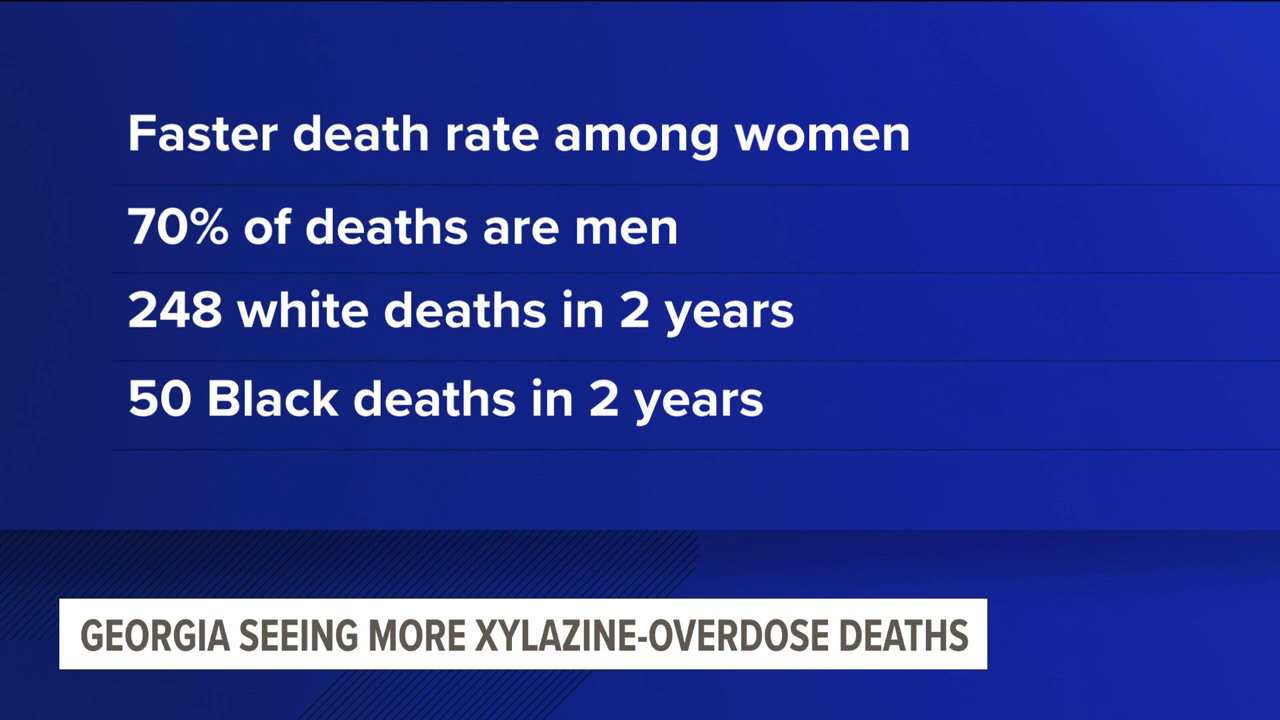 Faster death rate among women
70% of deaths are men
248 white deaths in 2 years
50 Black deaths in 2 years
GEORGIA SEEING MORE XYLAZINE-OVERDOSE DEATHS